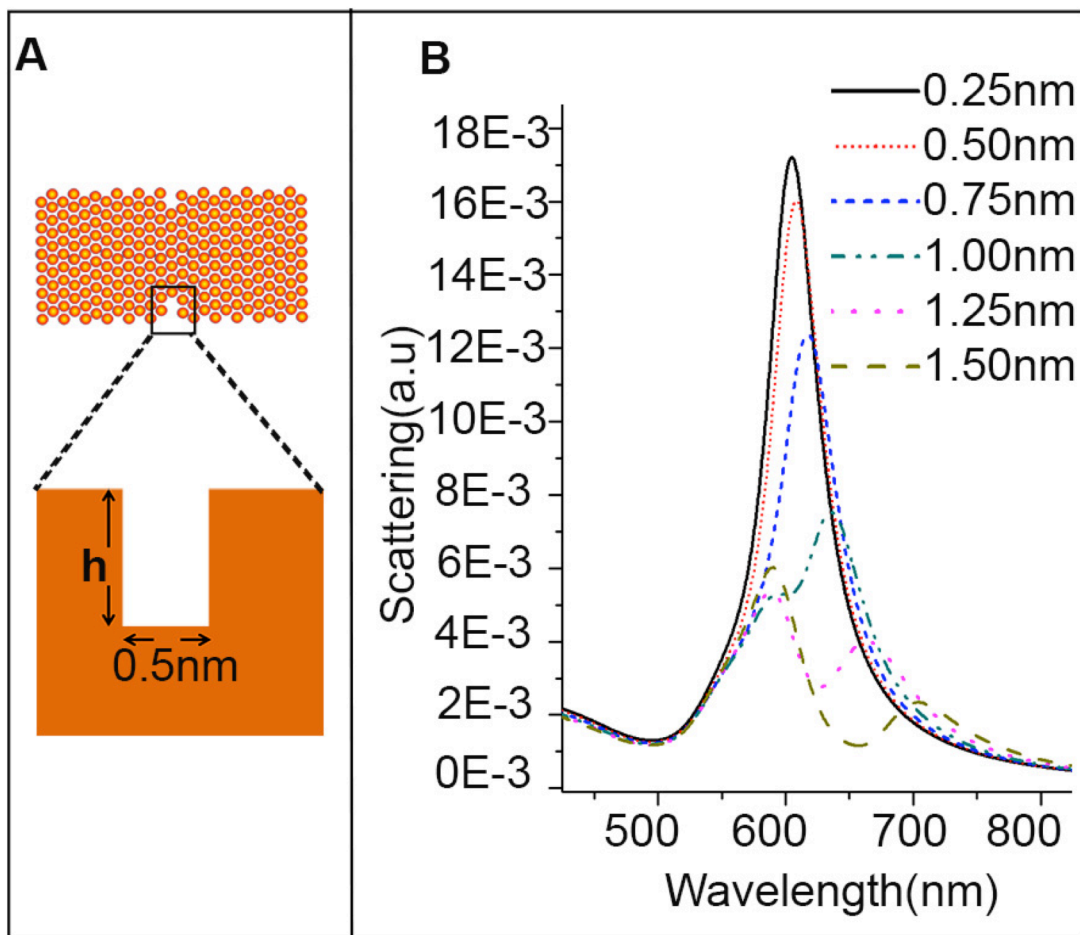 A
h
0.5nm
B
0.25nm
0.50nm
0.75nm
1.00nm
1.25nm
1.50nm
18E-3
16E-3
14E-3
12E-3
10E-3
8E-3
6E-3
4E-3
2E-3
0E-3
Scattering(a.u)
500 600 700 800
Wavelength(nm)